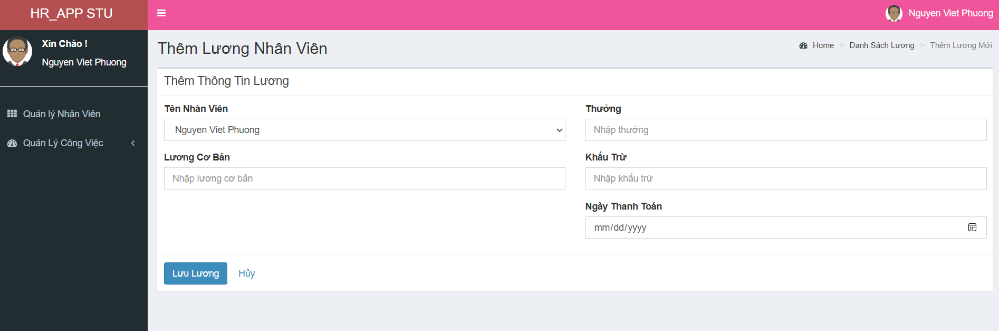 HR_APP STU
Nguyen Viet Phuong
Xin Chào !
Nguyen Viet Phuong
Quản lý Nhân Viên
Quản Lý Công Việc
Thêm Lương Nhân Viên
Home > Danh Sách Lương > Thêm Lương Mới
Thêm Thông Tin Lương
Tên Nhân Viên
Nguyen Viet Phuong
Lương Cơ Bản
Nhập lương cơ bản
Thưởng
Nhập thưởng
Khấu Trừ
Nhập khấu trừ
Ngày Thanh Toán
mm/dd/yyyy
Lưu Lương
Hủy